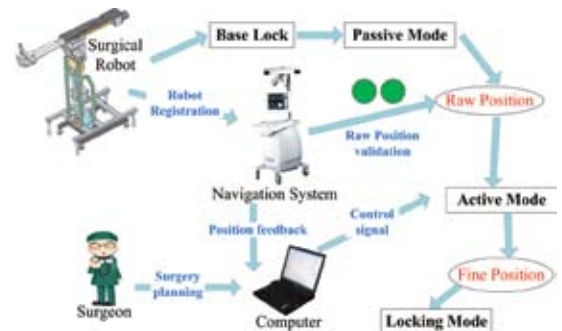 Surgical
Robot
Base Lock
Passive Mode
Robot
Registration
Raw Position
Raw Position
validation
Navigation System
Position feedback
Control
signal
Active Mode
Surgery
planning
Fine Position
Surgeon
Computer
Locking Mode